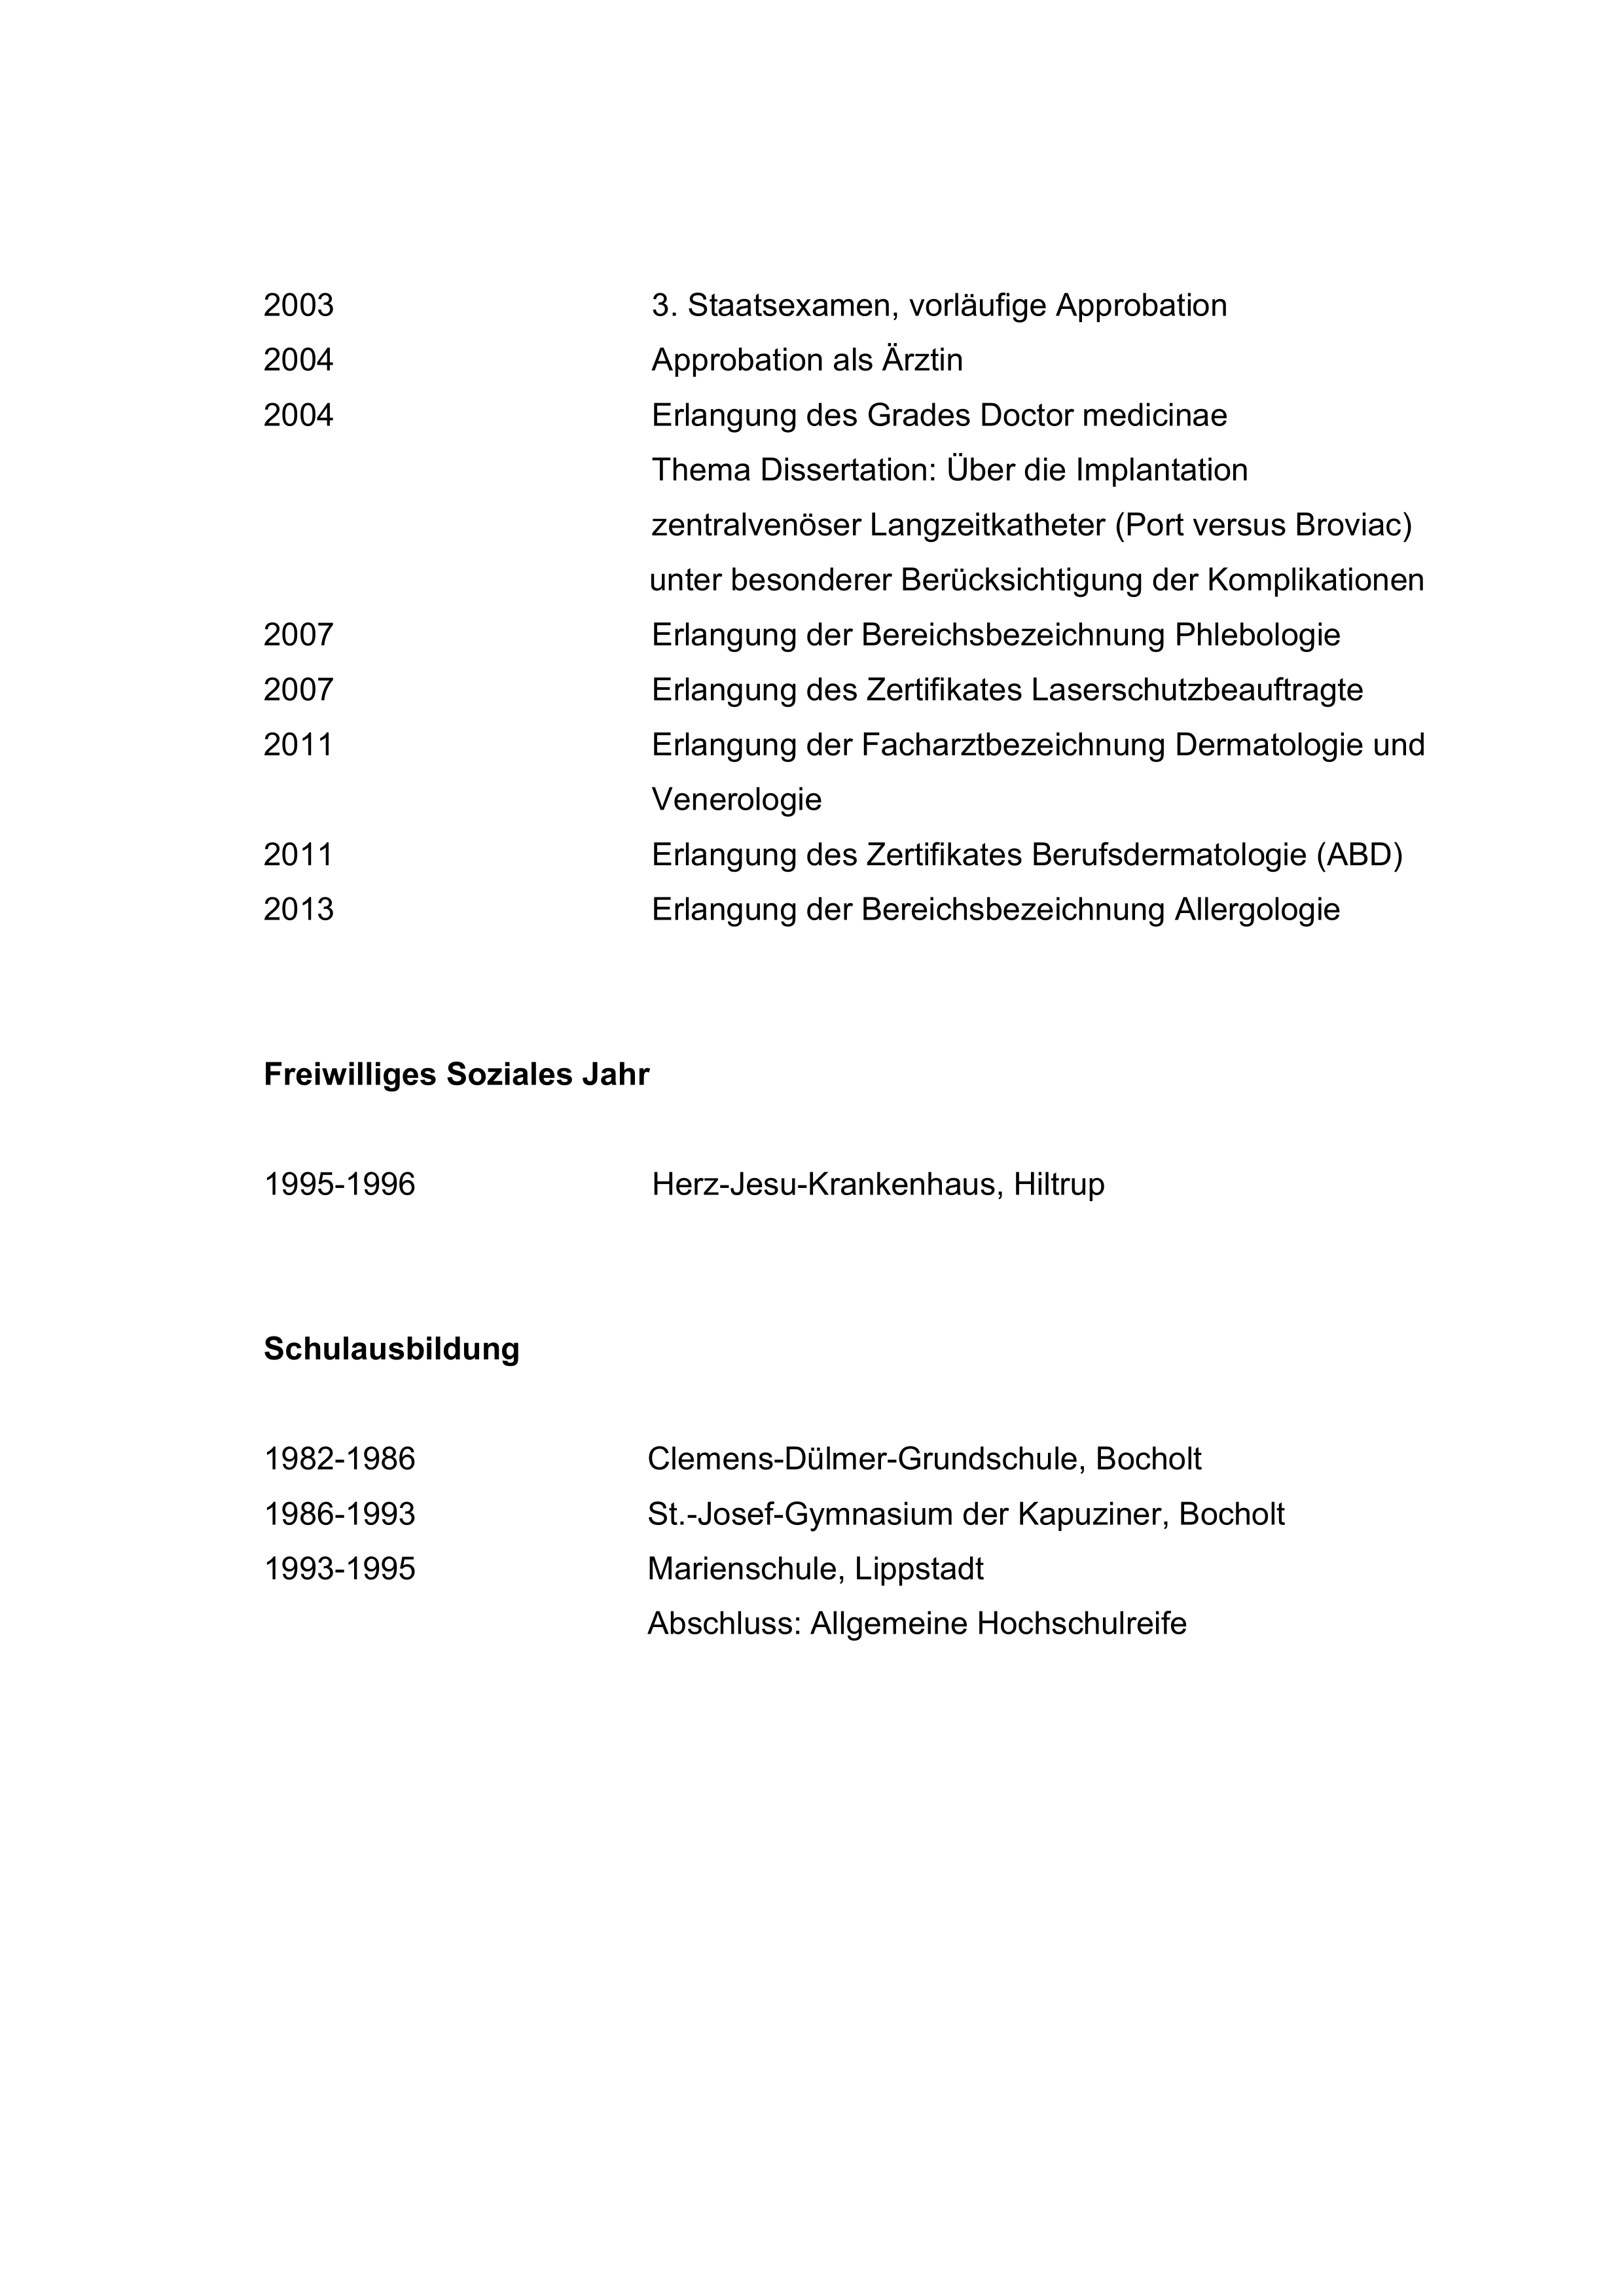 2003 3. Staatsexamen, vorläufige Approbation
2004 Approbation als Ärztin
2004 Erlangung des Grades Doctor medicinae
Thema Dissertation: Über die Implantation
zentralvenöser Langzeitkatheter (Port versus Broviac)
unter besonderer Berücksichtigung der Komplikationen
2007 Erlangung der Bereichsbezeichnung Phlebologie
2007 Erlangung des Zertifikates Laserschutzbeauftragte
2011 Erlangung der Facharztbezeichnung Dermatologie und
Venerologie
2011 Erlangung des Zertifikates Berufsdermatologie (ABD)
2013 Erlangung der Bereichsbezeichnung Allergologie
Freiwilliges Soziales Jahr
1995-1996 Herz-Jesu-Krankenhaus, Hiltrup
Schulausbildung
1982-1986 Clemens-Dülmer-Grundschule, Bocholt
1986-1993 St.-Josef-Gymnasium der Kapuziner, Bocholt
1993-1995 Marienschule, Lippstadt
Abschluss: Allgemeine Hochschulreife